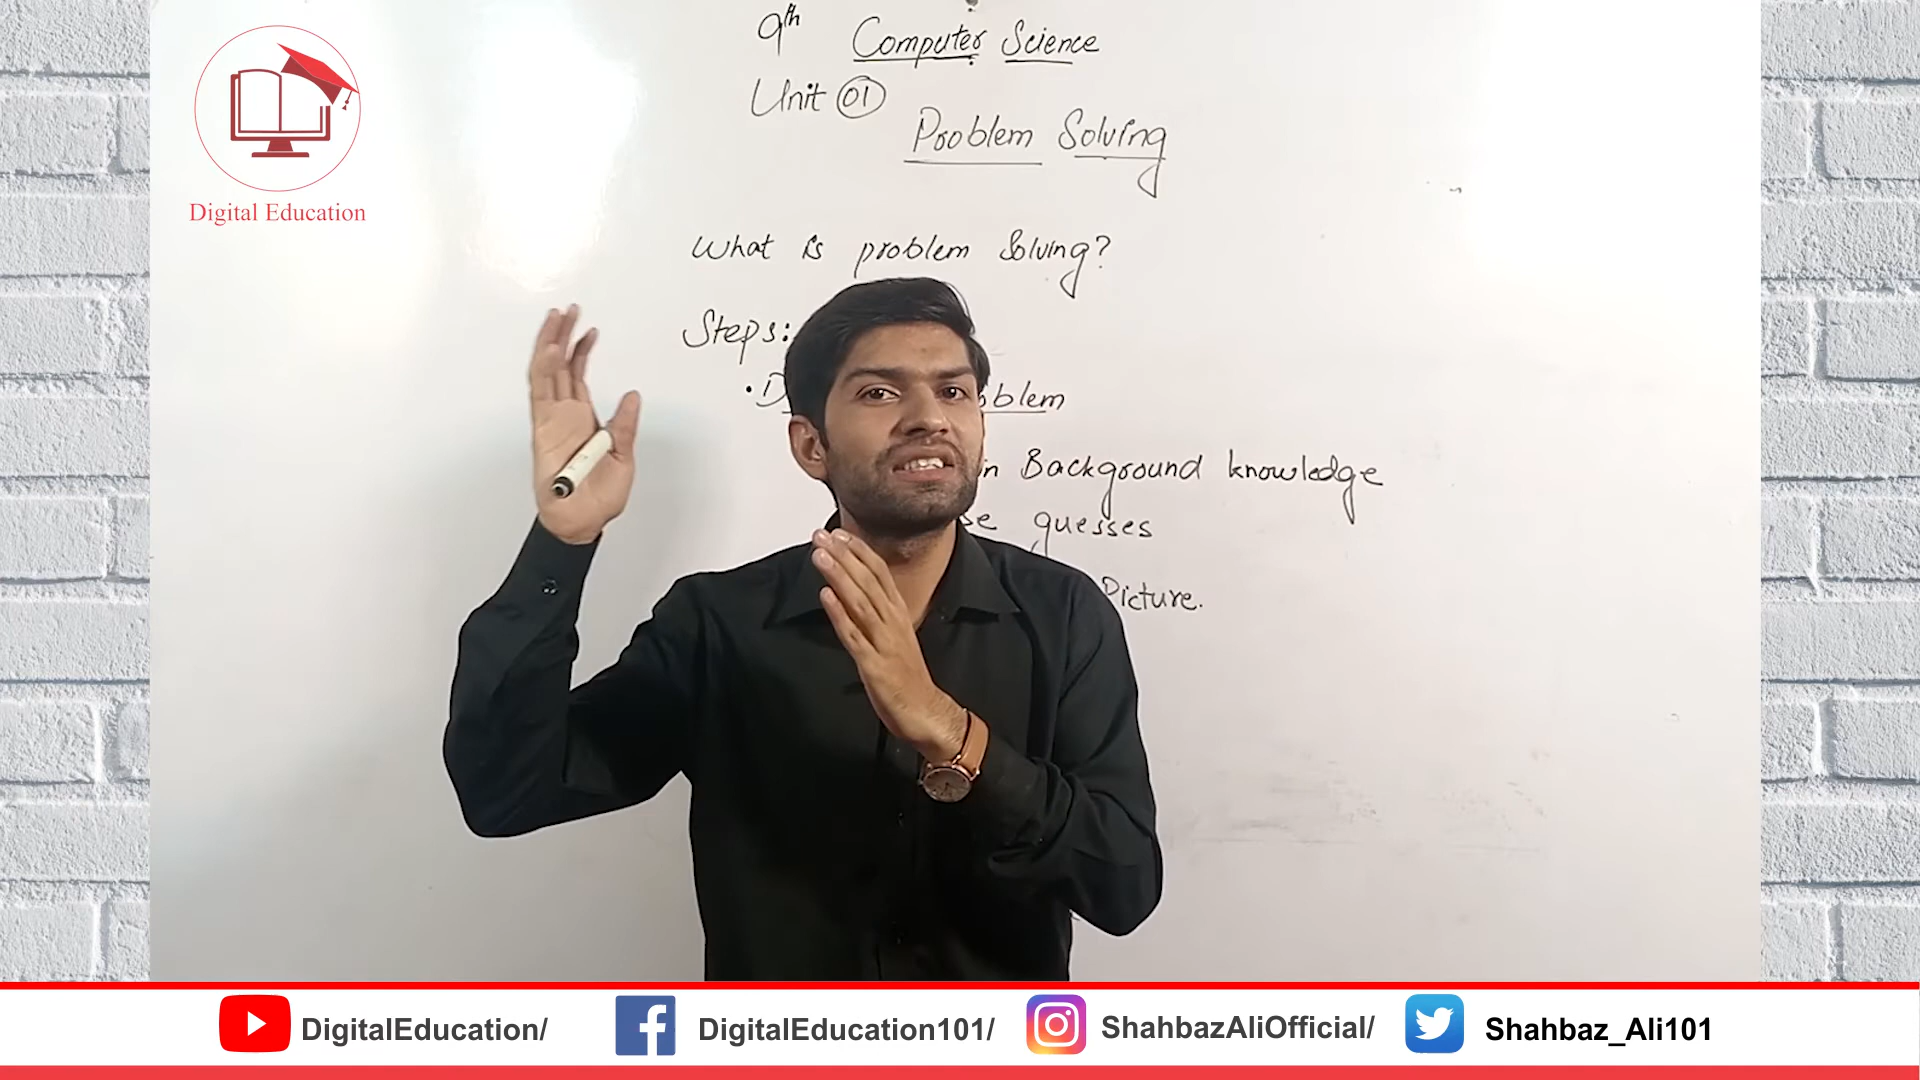 9th Computer Science
Unit 01
Problem Solving
Digital Education
What is problem Solving?
Steps:
Background knowledge
guesses
Picture.
DigitalEducation/
DigitalEducation101/
ShahbazAliOfficial/
Shahbaz_Ali101